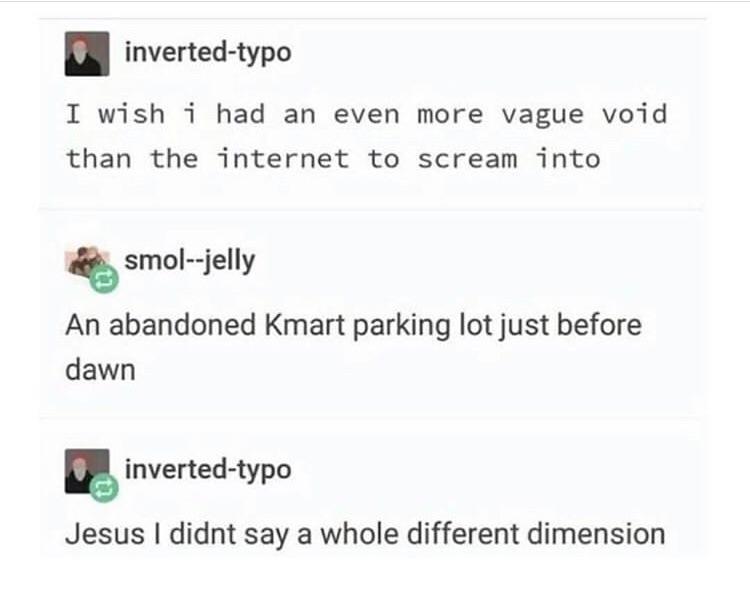 inverted-typo
I wish i had an even more vague void
than the internet to scream into
smol--jelly
An abandoned Kmart parking lot just before
dawn
inverted-typo
Jesus I didnt say a whole different dimension